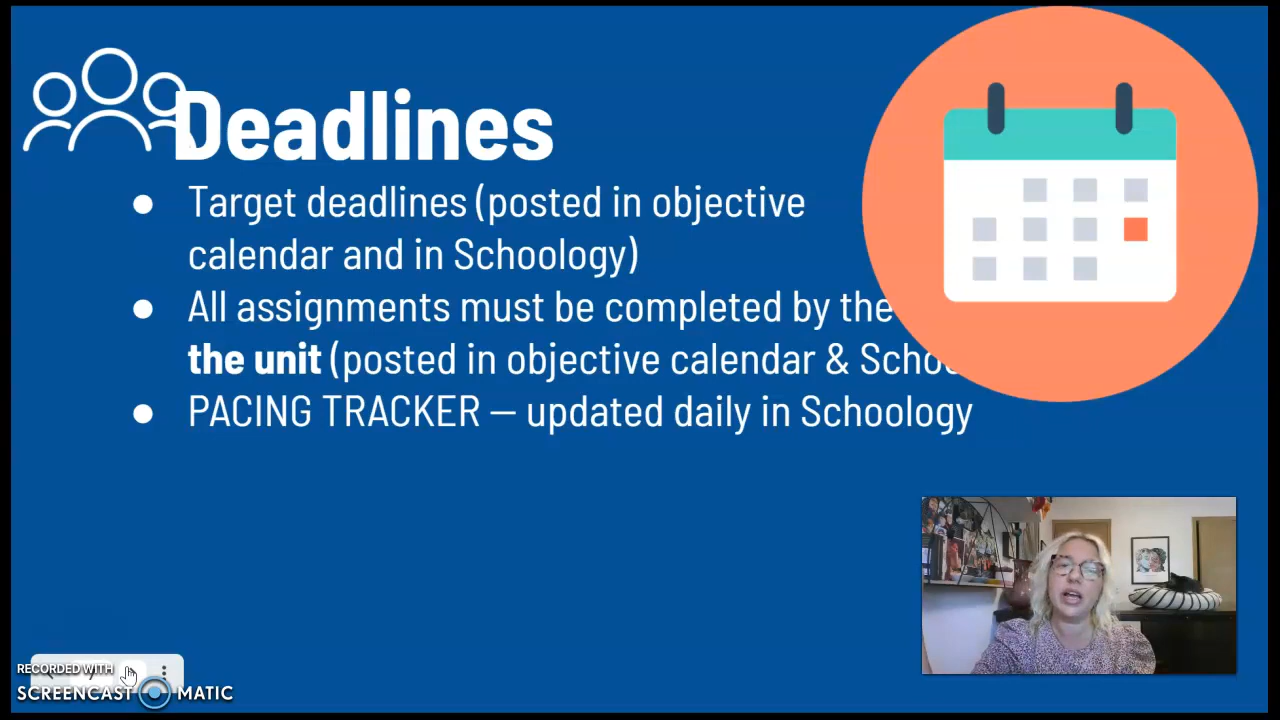 Deadlines
● Target deadlines (posted in objective
calendar and in Schoology)
● All assignments must be completed by the
the unit (posted in objective calendar &
● PACING TRACKER — updated daily in Schoology
RECORDED WITH
SCREENCAST MATIC